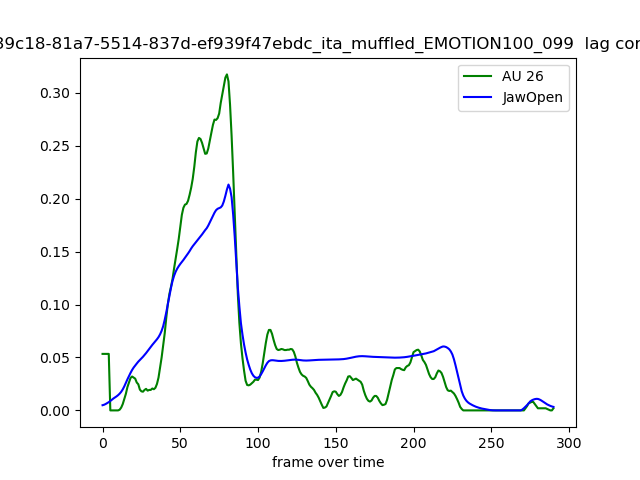 39c18-81a7-5514-837d-ef939f47ebdc_ita_muffled_EMOTION100_099 lag cor
AU 26
JawOpen
0.30
0.25
0.20
0.15
0.10
0.05
0.00
0 50 100 150 200 250 300
frame over time